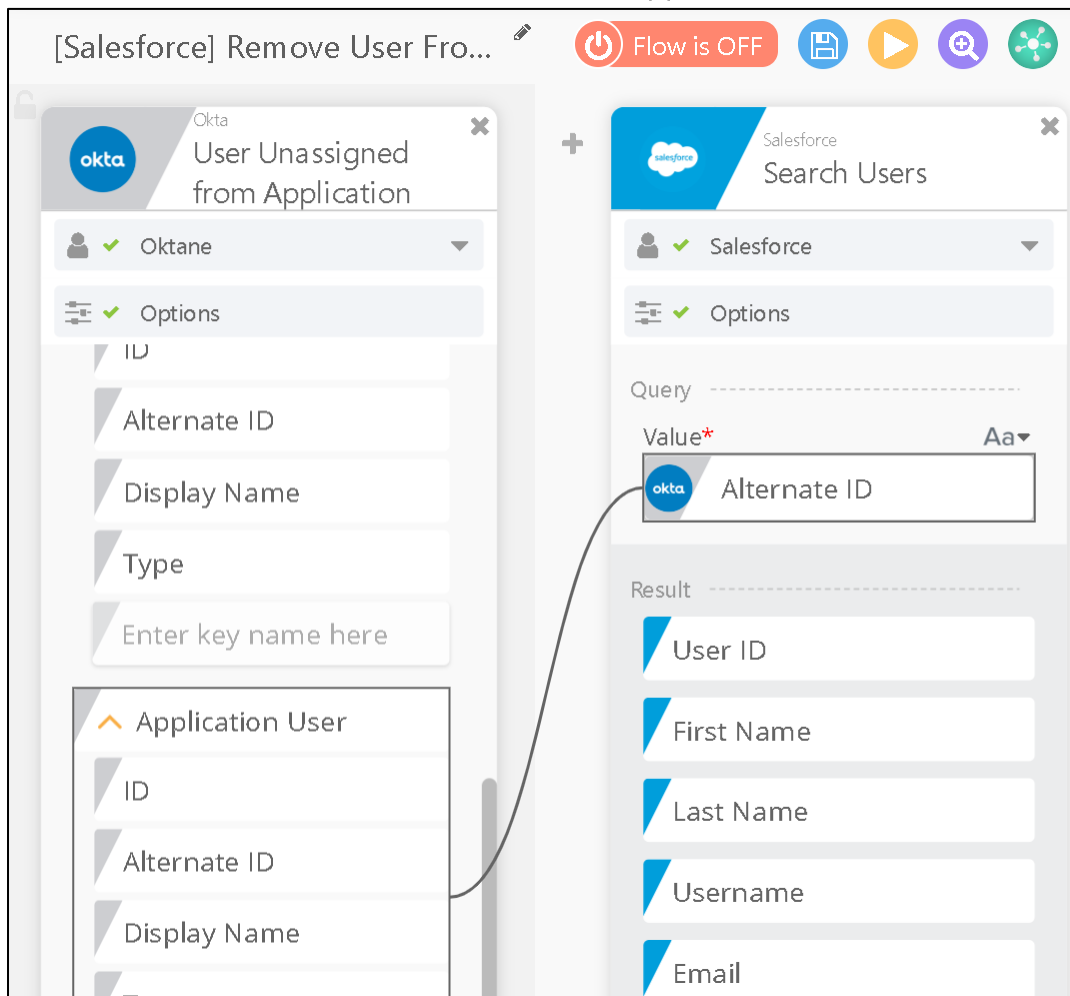 [Salesforce] Remove User Fro...
Flow is OFF
okta
Okta
User Unassigned
from Application
Oktane
Options
ID
Alternate ID
Display Name
Type
Enter key name here
Application User
ID
Alternate ID
Display Name
salesforce
Salesforce
Search Users
Salesforce
Options
Query
Value*
Aa
okta
Alternate ID
Result
User ID
First Name
Last Name
Username
Email